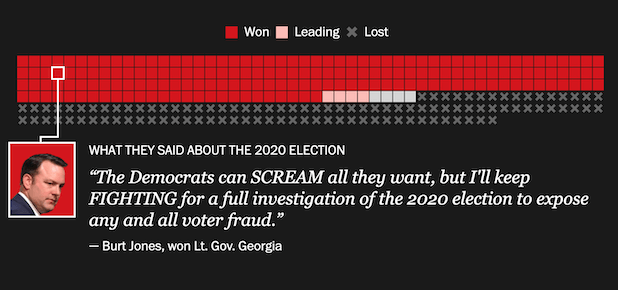 Won Leading Lost
WHAT THEY SAID ABOUT THE 2020 ELECTION
“The Democrats can SCREAM all they want, but I'll keep
FIGHTING for a full investigation of the 2020 election to expose
any and all voter fraud.”
— Burt Jones, won Lt. Gov. Georgia